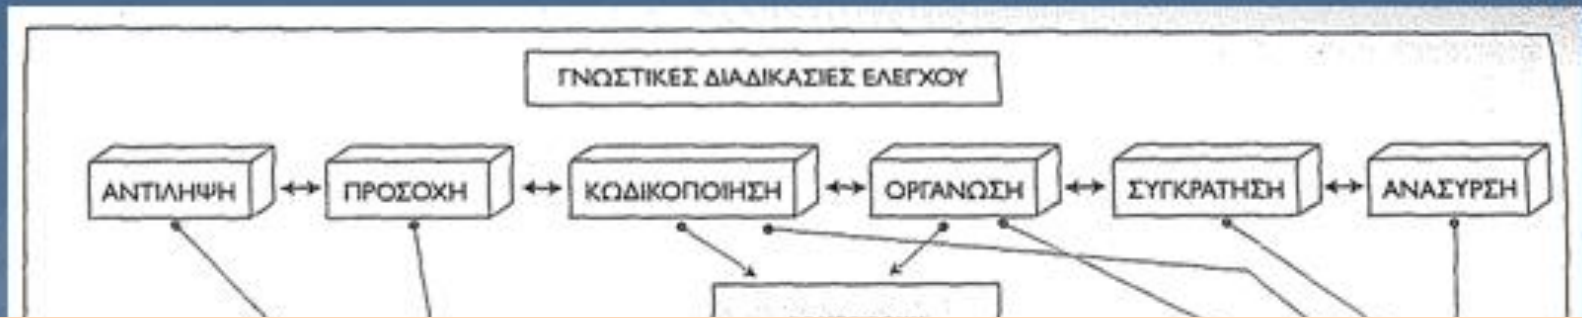 ΓΝΩΣΤΙΚΕΣ ΔΙΑΔΙΚΑΣΙΕΣ ΕΛΕΓΧΟΥ
ΑΝΤΙΛΗΨΗ ΠΡΟΣΟΧΗ ΚΩΔΙΚΟΠΟΙΗΣΗ ΟΡΓΑΝΩΣΗ ΣΥΓΚΡΑΤΗΣΗ ΑΝΑΣΥΡΣΗ